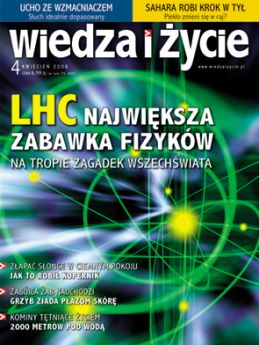 UCHO ZE WZMACNIACZEM
Słuch idealnie dopasowany
SAHARA ROBI KROK W TYŁ
Piekło zmieni się w raj?
wiedza i życie
4 KWIECIEŃ 2008
www.wiedzaizycie.pl
LHC NAJWIĘKSZA
ZABAWKA FIZYKÓW
NA TROPIE ZAGADEK WSZECHŚWIATA
ZŁAPAĆ SŁOŃCE W CIEMNYM POKOJU
JAK TO ROBIŁ KOPERNIK
ZABÓJCA ŻAB NADCHODZI
GRZYB ZJADA PŁAZOM SKÓRĘ
KOMINY TĘTNIĄCE ŻYCIEM
2000 METRÓW POD WODĄ